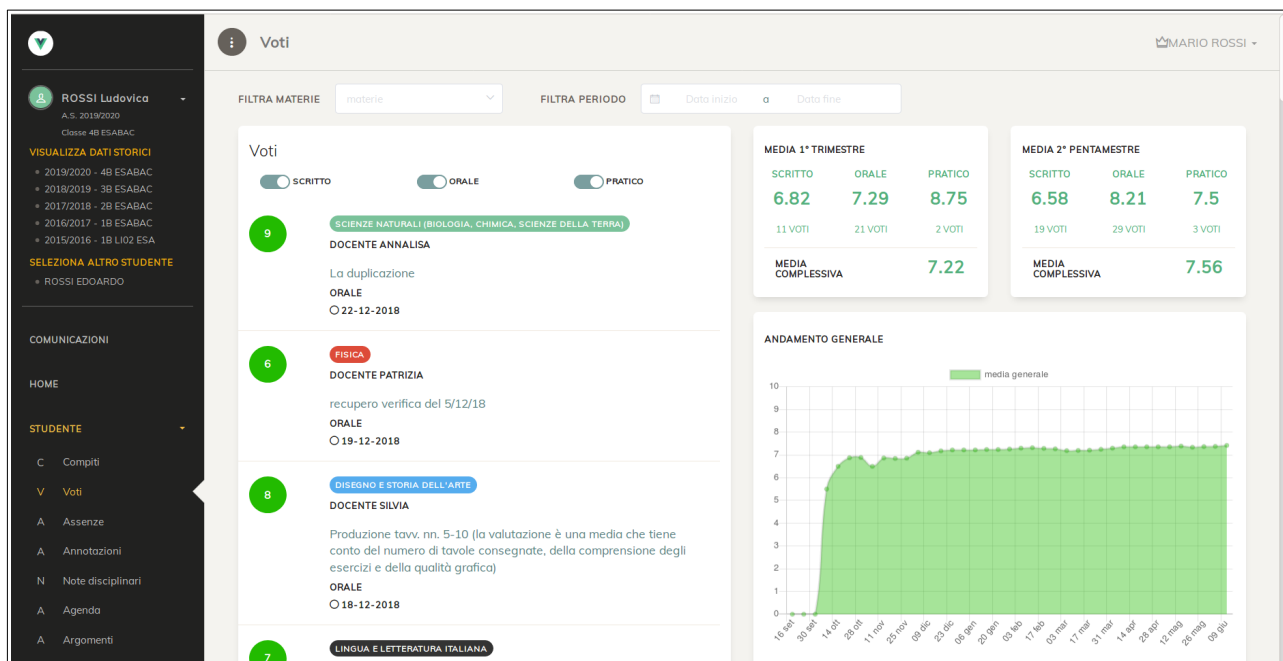 Voti
MARIO ROSSI
ROSSI Ludovica
A.S. 2019/2020
Classe 4B ESABAC
VISUALIZZA DATI STORICI
2019/2020 - 4B ESABAC
2018/2019 - 3B ESABAC
2017/2018 - 2B ESABAC
2016/2017 - 1B ESABAC
2015/2016 - 1B LI02 ESA
SELEZIONA ALTRO STUDENTE
ROSSI EDOARDO
COMUNICAZIONI
HOME
STUDENTE
C Compiti
V Voti
A Assenze
A Annotazioni
N Note disciplinari
A Agenda
A Argomenti
FILTRA MATERIE materie FILTRA PERIODO Data inizio a Data fine
Voti
SCRITTO ORALE PRATICO
9
SCIENZE NATURALI (BIOLOGIA, CHIMICA, SCIENZE DELLA TERRA)
DOCENTE ANNALISA
La duplicazione
ORALE
22-12-2018
6
FISICA
DOCENTE PATRIZIA
recupero verifica del 5/12/18
ORALE
19-12-2018
8
DISEGNO E STORIA DELL'ARTE
DOCENTE SILVIA
Produzione tavv. nn. 5-10 (la valutazione è una media che tiene
conto del numero di tavole consegnate, della comprensione degli
esercizi e della qualità grafica)
ORALE
18-12-2018
7
LINGUA E LETTERATURA ITALIANA
MEDIA 1° TRIMESTRE
SCRITTO ORALE PRATICO
6.82 7.29 8.75
11 VOTI 21 VOTI 2 VOTI
MEDIA
COMPLESSIVA
7.22
MEDIA 2° PENTAMESTRE
SCRITTO ORALE PRATICO
6.58 8.21 7.5
19 VOTI 29 VOTI 3 VOTI
MEDIA
COMPLESSIVA
7.56
ANDAMENTO GENERALE
media generale
10
9
8
7
6
5
4
3
2
1
0
16 set 30 set 14 ott 28 ott 11 nov 25 nov 09 dic 23 dic 06 gen 20 gen 03 feb 17 feb 03 mar 17 mar 31 mar 14 apr 28 apr 12 mag 26 mag 09 giu